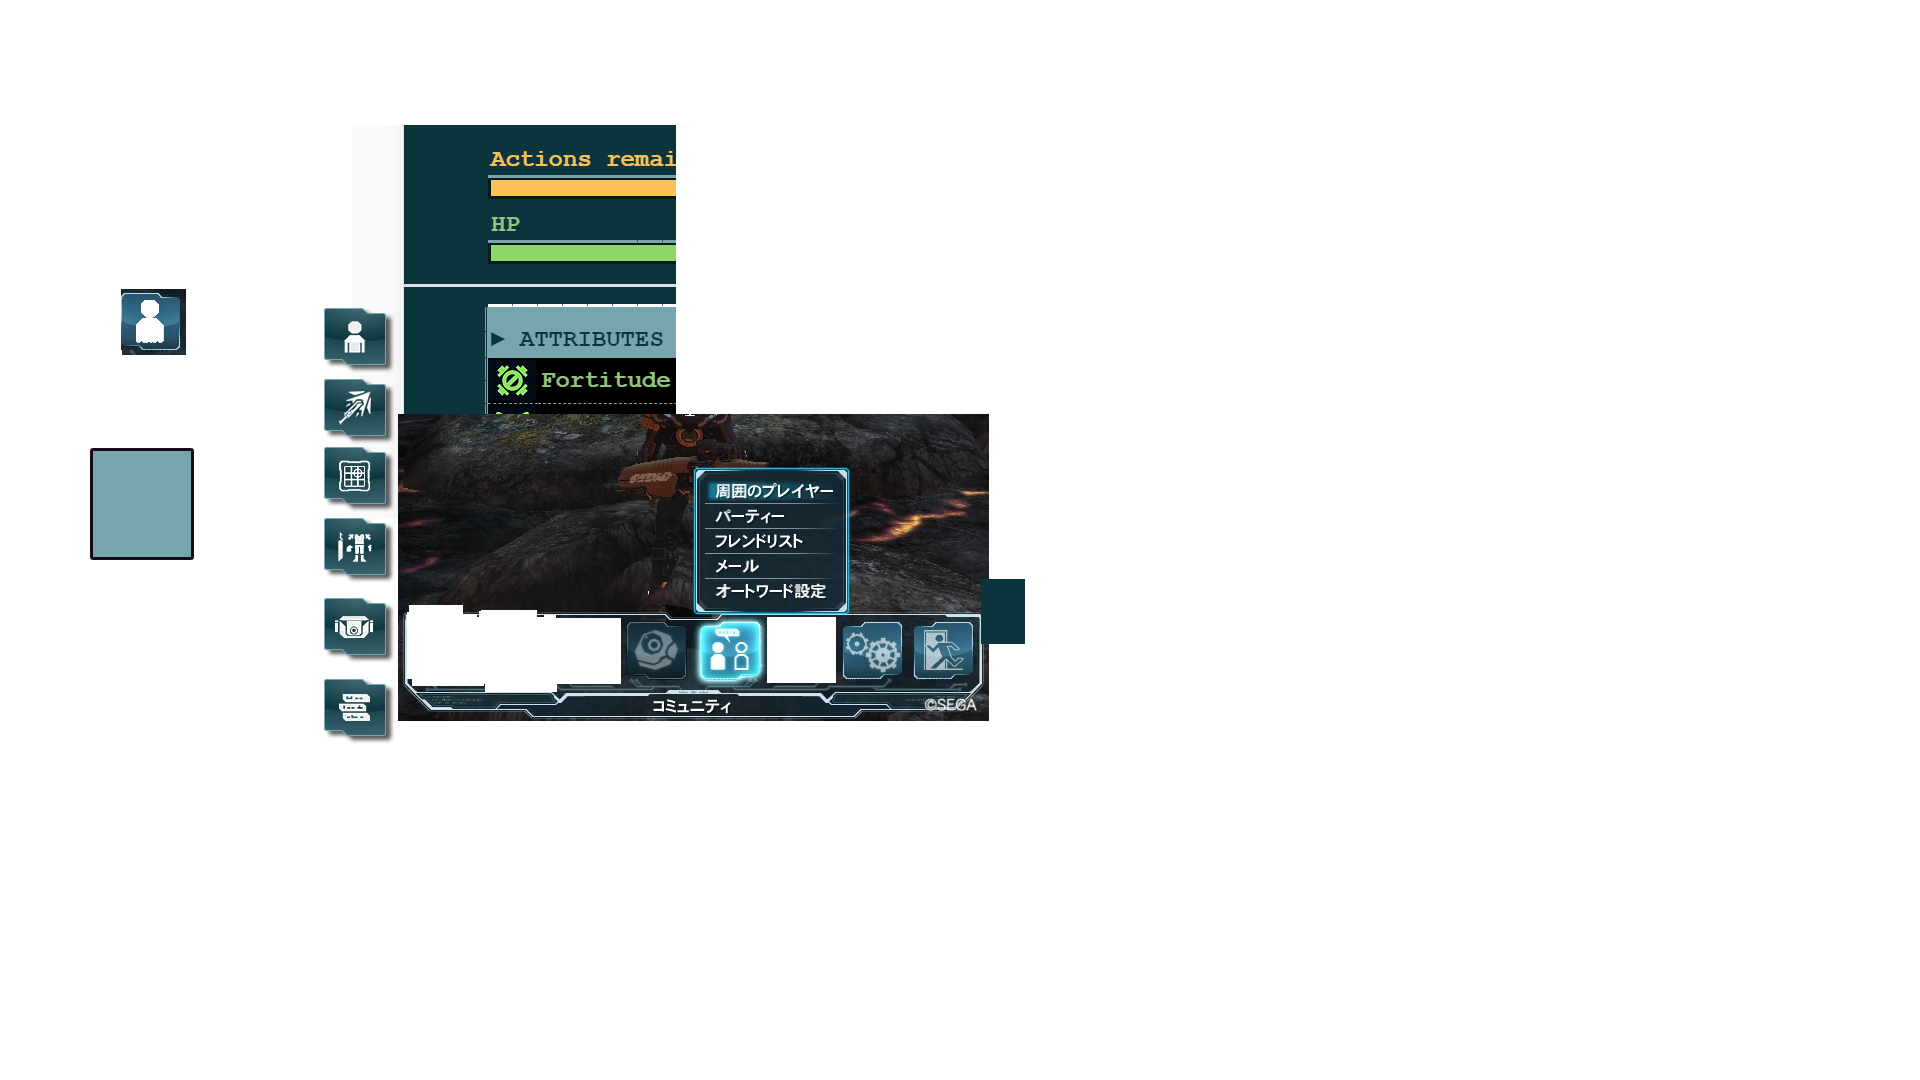 Actions remai
HP
► ATTRIBUTES
Fortitude
周囲のプレイヤー
パーティー
フレンドリスト
メール
オートワード設定
コミュニティ
©SEGA